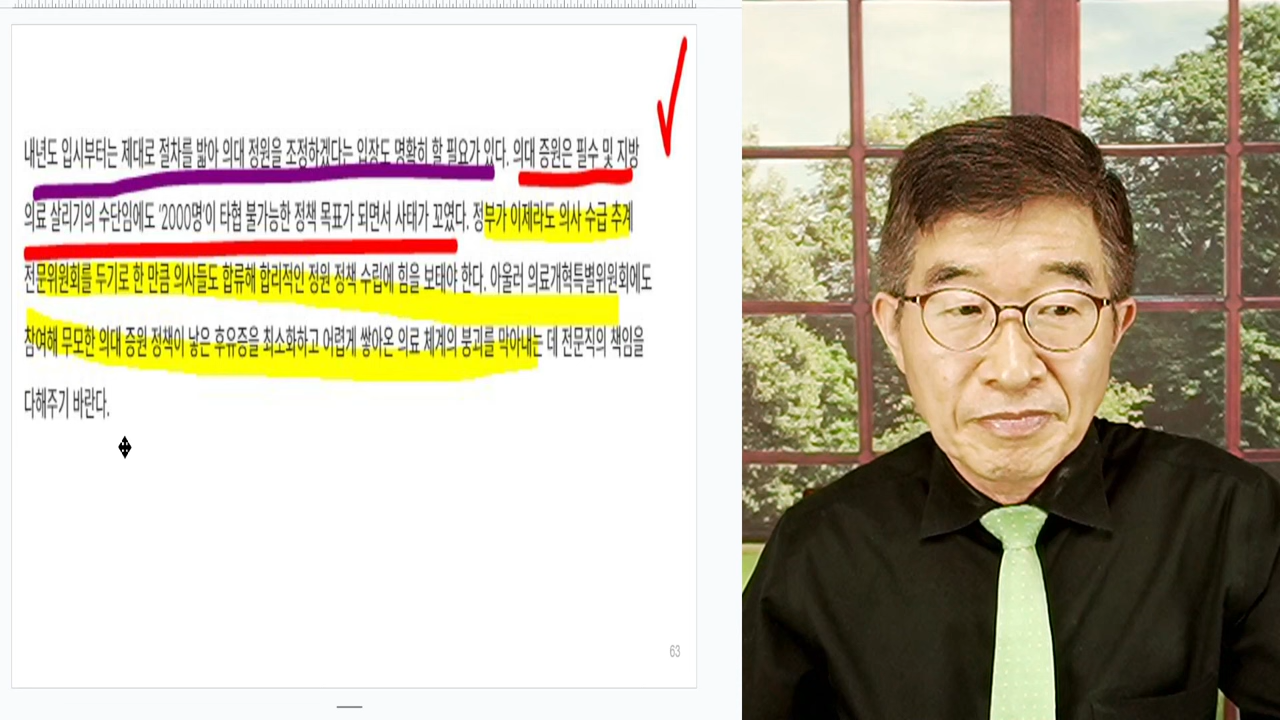 내년도 입시부터는 제대로 절차를 밟아 의대 정원을 조정하겠다는 입장도 명확히 할 필요가 있다. 의대 증원은 필수 및 지방
의료 살리기의 수단임에도 '2000명'이 타협 불가능한 정책 목표가 되면서 사태가 꼬였다. 정부가 이제라도 의사 수급 추계
전문위원회를 두기로 한 만큼 의사들도 합류해 합리적인 정원 정책 수립에 힘을 보태야 한다. 아울러 의료개혁특별위원회에도
참여해 무모한 의대 증원 정책이 낳은 후유증을 최소화하고 어렵게 쌓아온 의료 체계의 붕괴를 막아내는 데 전문직의 책임을
다해주기 바란다.
63